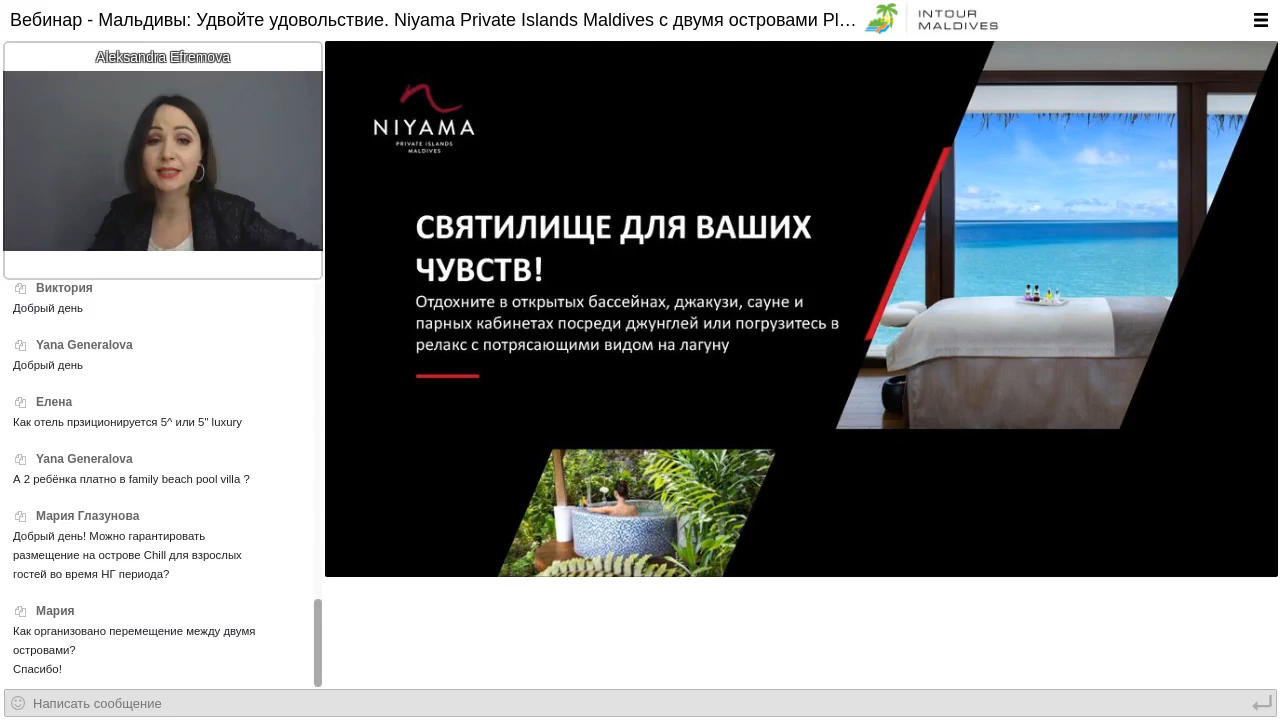 Вебинар - Мальдивы: Удвойте удовольствие. Niyama Private Islands Maldives с двумя островами Pl…
INTOUR
MALDIVES
Aleksandra Efremova
NIYAMA
PRIVATE ISLANDS
MALDIVES
СВЯТИЛИЩЕ ДЛЯ ВАШИХ
ЧУВСТВ!
Отдохните в открытых бассейнах, джакузи, сауне и
парных кабинетах посреди джунглей или погрузитесь в
релакс с потрясающими видом на лагуну
Виктория
Добрый день
Yana Generalova
Добрый день
Елена
Как отель прзиционируется 5^ или 5" luxury
Yana Generalova
А 2 ребёнка платно в family beach pool villa ?
Мария Глазунова
Добрый день! Можно гарантировать
размещение на острове Chill для взрослых
гостей во время НГ периода?
Мария
Как организовано перемещение между двумя
островами?
Спасибо!
Написать сообщение